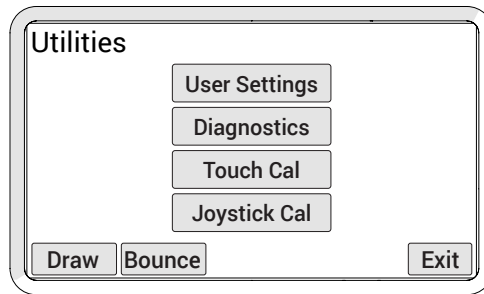 Utilities
User Settings
Diagnostics
Touch Cal
Joystick Cal
Draw Bounce Exit